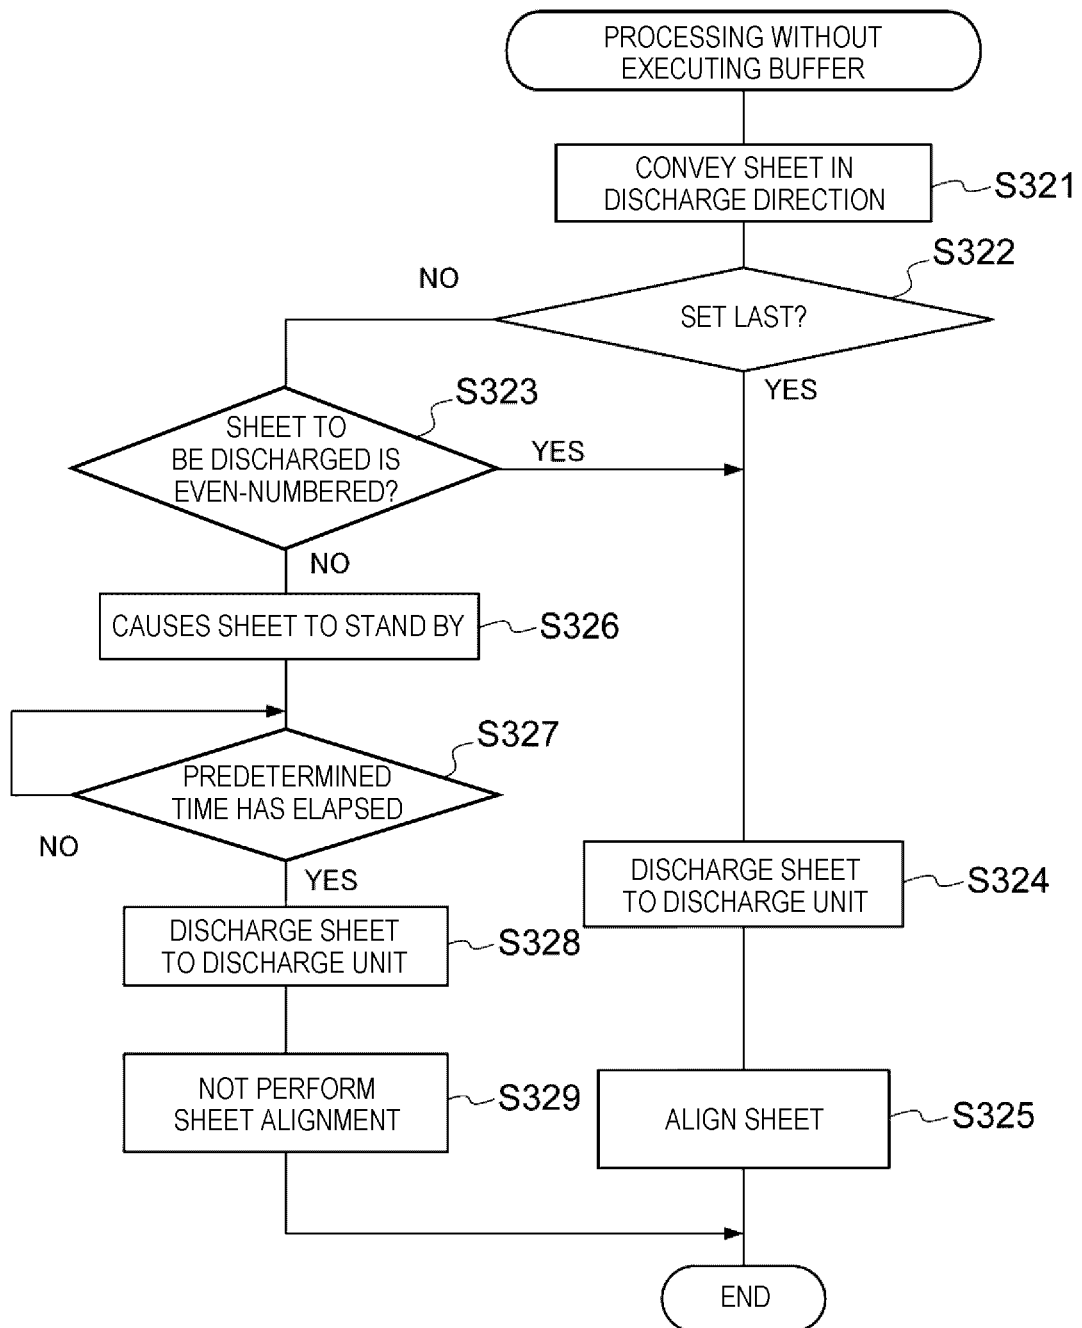 PROCESSING WITHOUT
EXECUTING BUFFER
CONVEY SHEET IN
DISCHARGE DIRECTION
S321
S322
NO
SET LAST?
YES
S323
SHEET TO
BE DISCHARGED IS
EVEN-NUMBERED?
YES
NO
CAUSES SHEET TO STAND BY
S326
S327
PREDETERMINED
TIME HAS ELAPSED
NO
YES
DISCHARGE SHEET
TO DISCHARGE UNIT
S328
DISCHARGE SHEET
TO DISCHARGE UNIT
S324
NOT PERFORM
SHEET ALIGNMENT
S329
ALIGN SHEET
S325
END